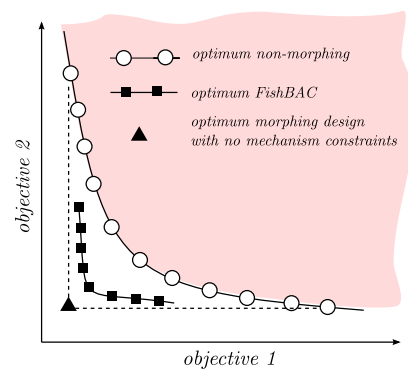 optimum non-morphing
optimum FishBAC
optimum morphing design
with no mechanism constraints
objective 2
objective 1